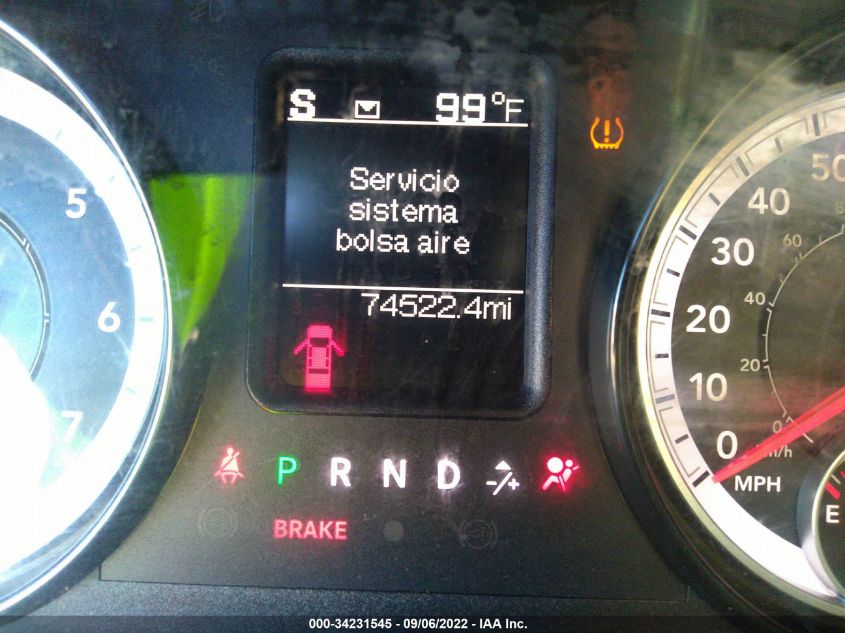 S 99°F
Servicio
sistema
bolsa aire
74522.4mi
5
6
7
P R N D -/+
BRAKE
50
40
30
20
10
0
MPH
60
40
20
0
km/h
E
000-34231545 - 09/06/2022 - IAA Inc.